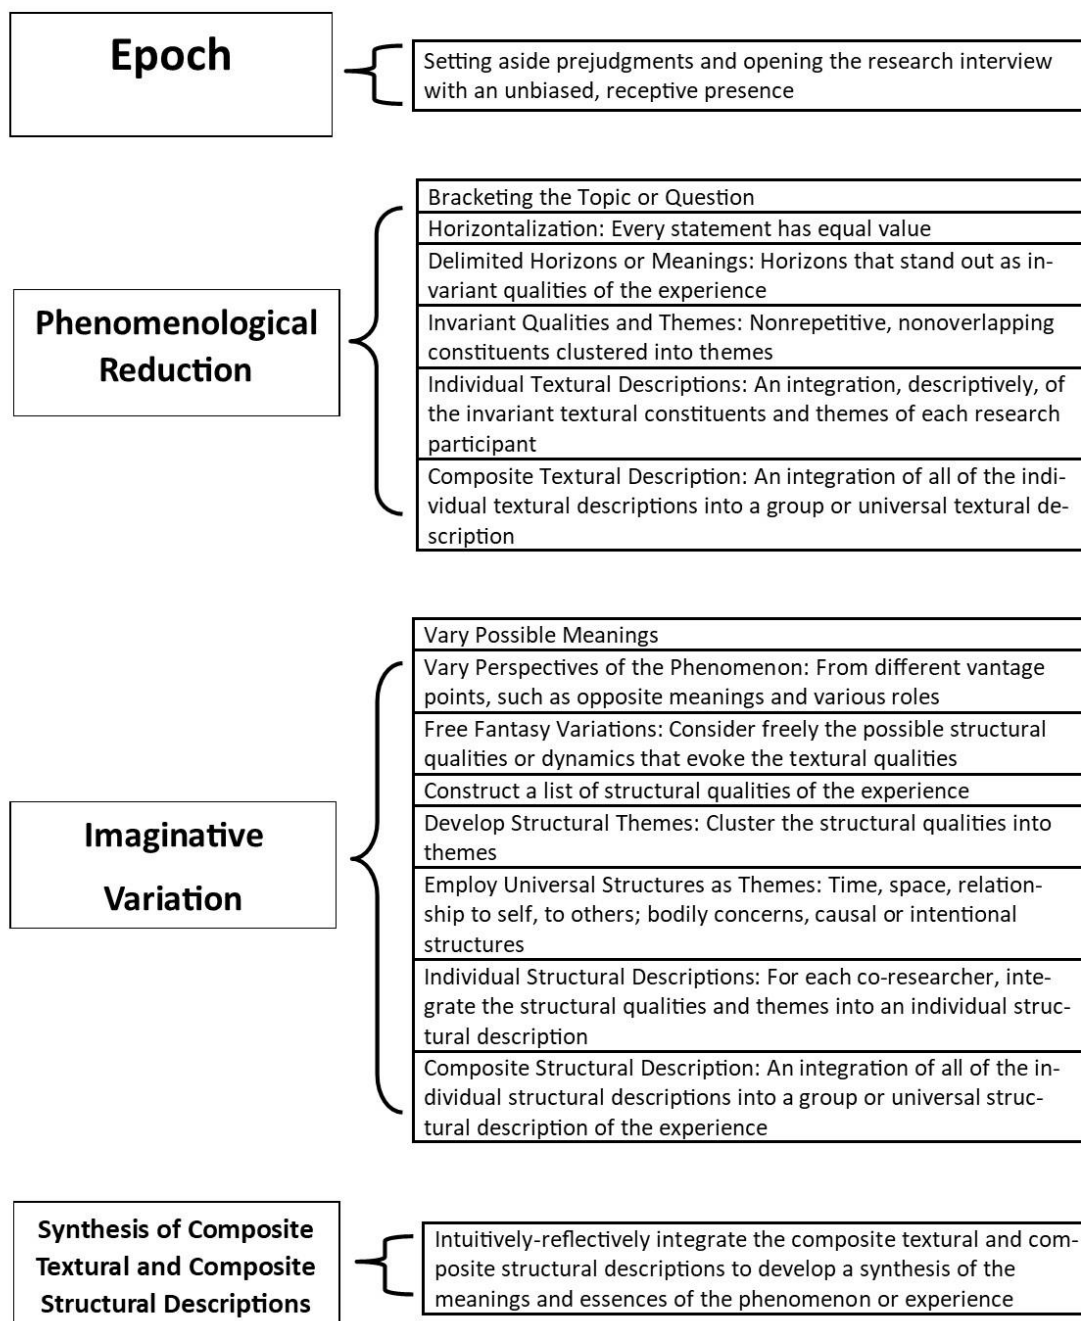 Epoch
Setting aside prejudgments and opening the research interview
with an unbiased, receptive presence
Phenomenological
Reduction
Bracketing the Topic or Question
Horizontalization: Every statement has equal value
Delimited Horizons or Meanings: Horizons that stand out as in-
variant qualities of the experience
Invariant Qualities and Themes: Nonrepetitive, nonoverlapping
constituents clustered into themes
Individual Textural Descriptions: An integration, descriptively, of
the invariant textural constituents and themes of each research
participant
Composite Textural Description: An integration of all of the indi-
vidual textural descriptions into a group or universal textural de-
scription
Imaginative
Variation
Vary Possible Meanings
Vary Perspectives of the Phenomenon: From different vantage
points, such as opposite meanings and various roles
Free Fantasy Variations: Consider freely the possible structural
qualities or dynamics that evoke the textural qualities
Construct a list of structural qualities of the experience
Develop Structural Themes: Cluster the structural qualities into
themes
Employ Universal Structures as Themes: Time, space, relation-
ship to self, to others; bodily concerns, causal or intentional
structures
Individual Structural Descriptions: For each co-researcher, inte-
grate the structural qualities and themes into an individual struc-
tural description
Composite Structural Description: An integration of all of the in-
dividual structural descriptions into a group or universal struc-
tural description of the experience
Synthesis of Composite
Textural and Composite
Structural Descriptions
Intuitively-reflectively integrate the composite textural and com-
posite structural descriptions to develop a synthesis of the
meanings and essences of the phenomenon or experience